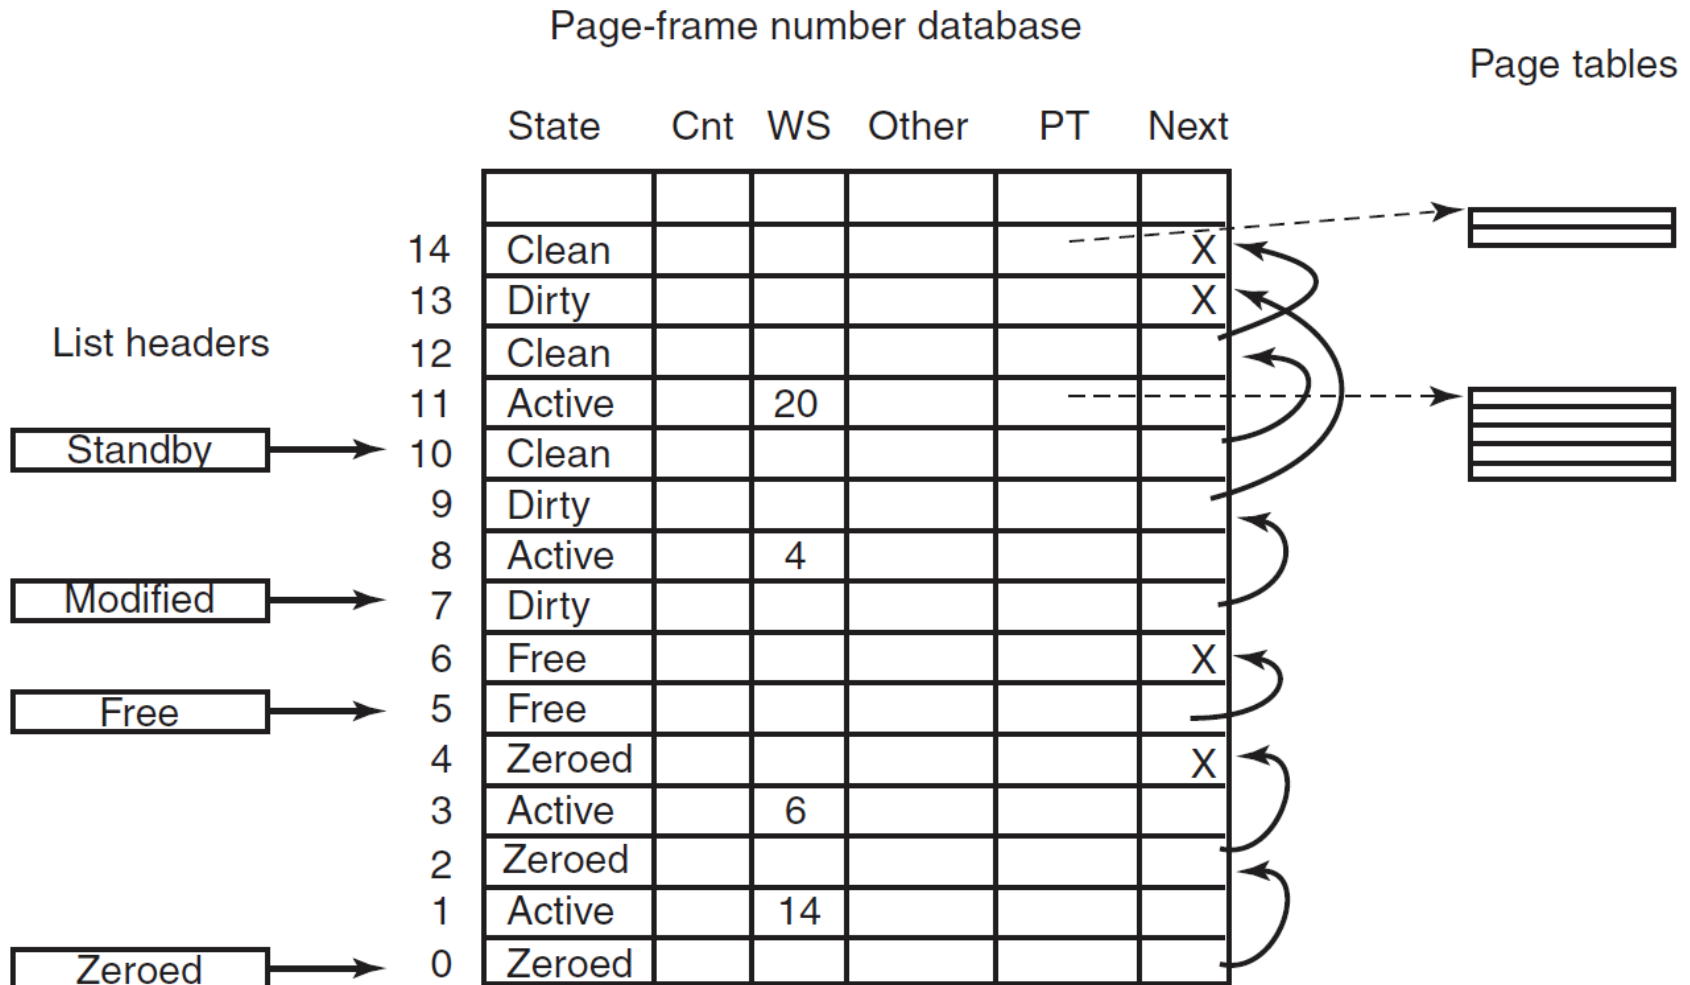 Page-frame number database
Page tables
State Cnt WS Other PT Next
14 Clean X
13 Dirty X
List headers
12 Clean
11 Active 20
Standby
10 Clean
9 Dirty
8 Active 4
Modified
7 Dirty
6 Free X
Free
5 Free
4 Zeroed X
3 Active 6
2 Zeroed
1 Active 14
Zeroed
0 Zeroed